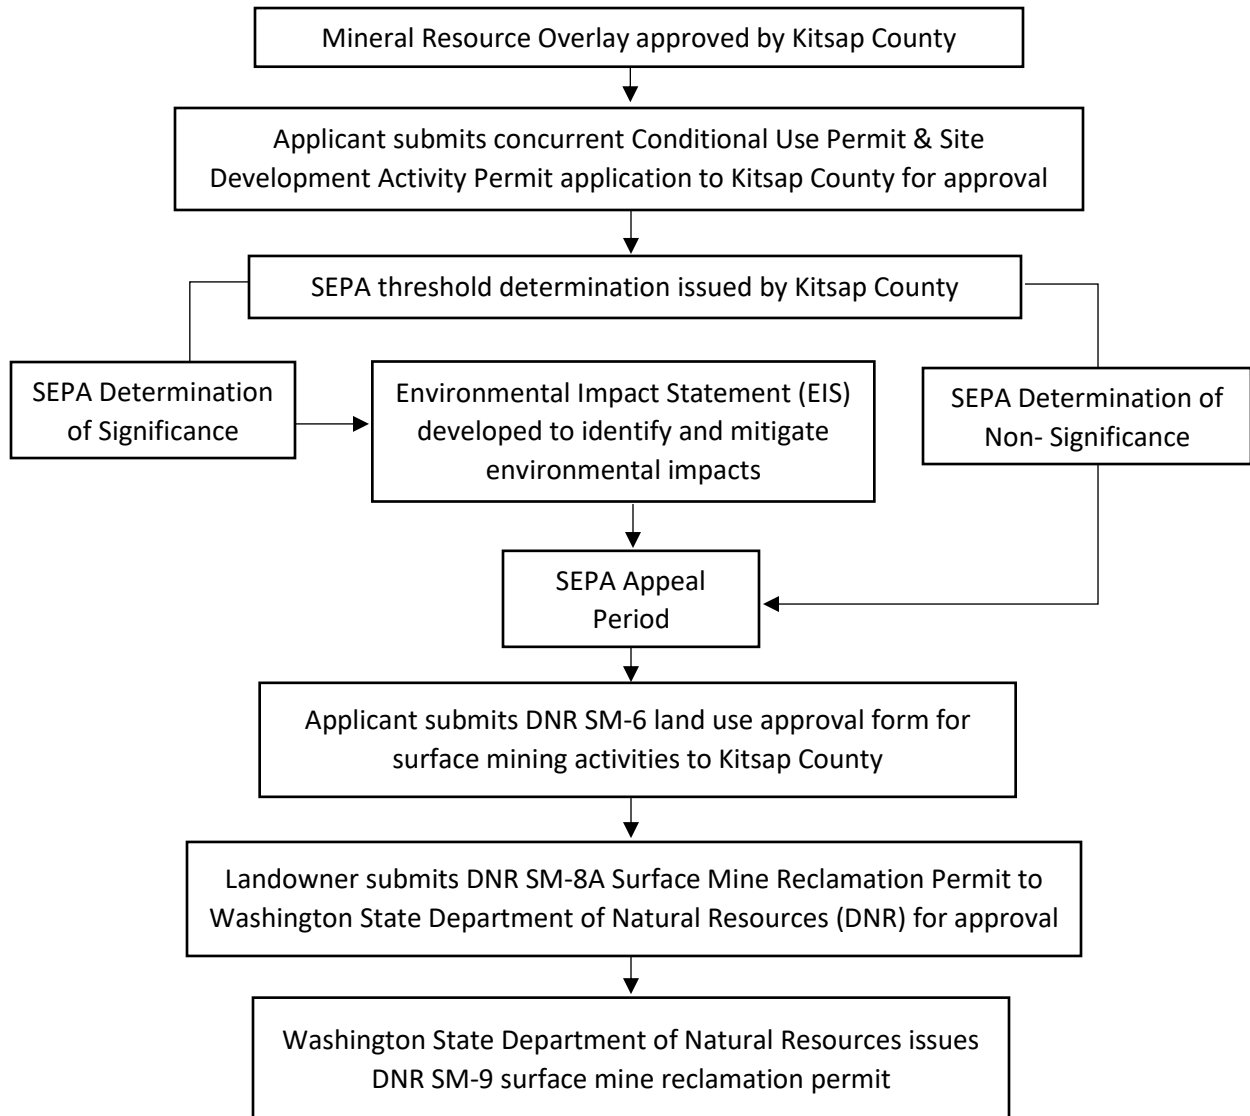 Mineral Resource Overlay approved by Kitsap County
Applicant submits concurrent Conditional Use Permit & Site
Development Activity Permit application to Kitsap County for approval
SEPA threshold determination issued by Kitsap County
SEPA Determination
of Significance
Environmental Impact Statement (EIS)
developed to identify and mitigate
environmental impacts
SEPA Determination of
Non- Significance
SEPA Appeal
Period
Applicant submits DNR SM-6 land use approval form for
surface mining activities to Kitsap County
Landowner submits DNR SM-8A Surface Mine Reclamation Permit to
Washington State Department of Natural Resources (DNR) for approval
Washington State Department of Natural Resources issues
DNR SM-9 surface mine reclamation permit